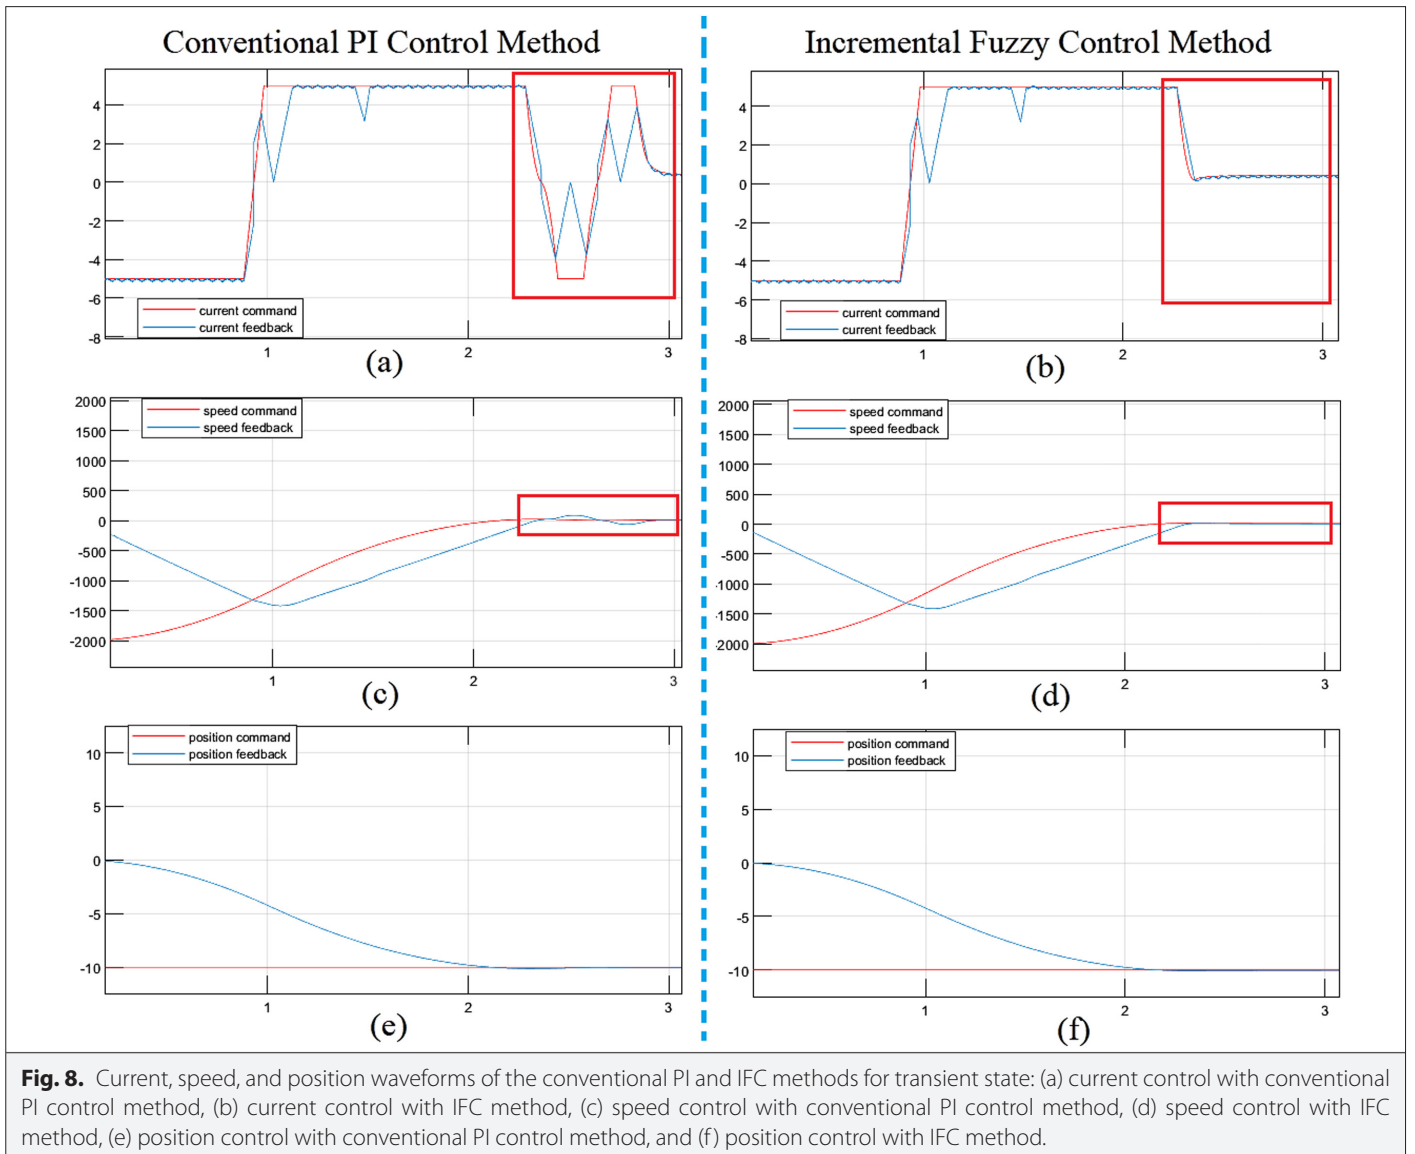 Conventional PI Control Method
Incremental Fuzzy Control Method
4
2
0
-2
-4
-6
-8
current command
current feedback
1
2
3
(a)
4
2
0
-2
-4
-6
-8
current command
current feedback
1
2
3
(b)
2000
1500
1000
500
0
-500
-1000
-1500
-2000
speed command
speed feedback
1
2
3
(c)
2000
1500
1000
500
0
-500
-1000
-1500
-2000
speed command
speed feedback
1
2
3
(d)
10
5
0
-5
-10
position command
position feedback
1
2
3
(e)
10
5
0
-5
-10
position command
position feedback
1
2
3
(f)
Fig. 8. Current, speed, and position waveforms of the conventional PI and IFC methods for transient state: (a) current control with conventional
PI control method, (b) current control with IFC method, (c) speed control with conventional PI control method, (d) speed control with IFC
method, (e) position control with conventional PI control method, and (f) position control with IFC method.